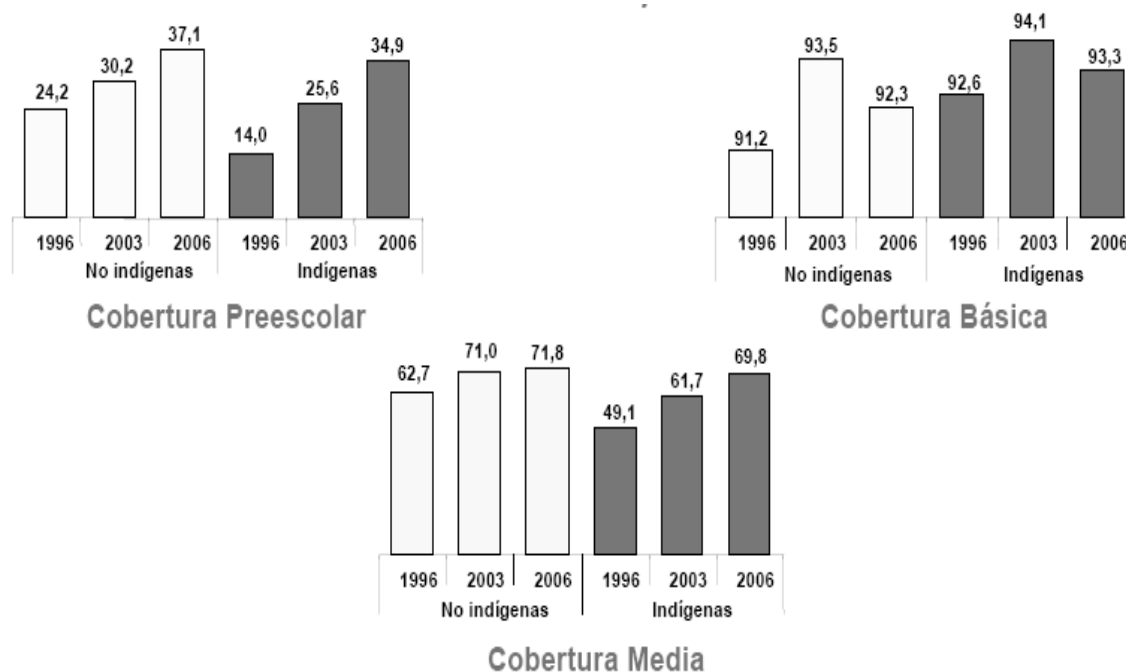 24,2 30,2 37,1 14,0 25,6 34,9
1996 2003 2006 1996 2003 2006
No indígenas Indígenas
Cobertura Preescolar
91,2 93,5 92,3 92,6 94,1 93,3
1996 2003 2006 1996 2003 2006
No indígenas Indígenas
Cobertura Básica
62,7 71,0 71,8 49,1 61,7 69,8
1996 2003 2006 1996 2003 2006
No indígenas Indígenas
Cobertura Media